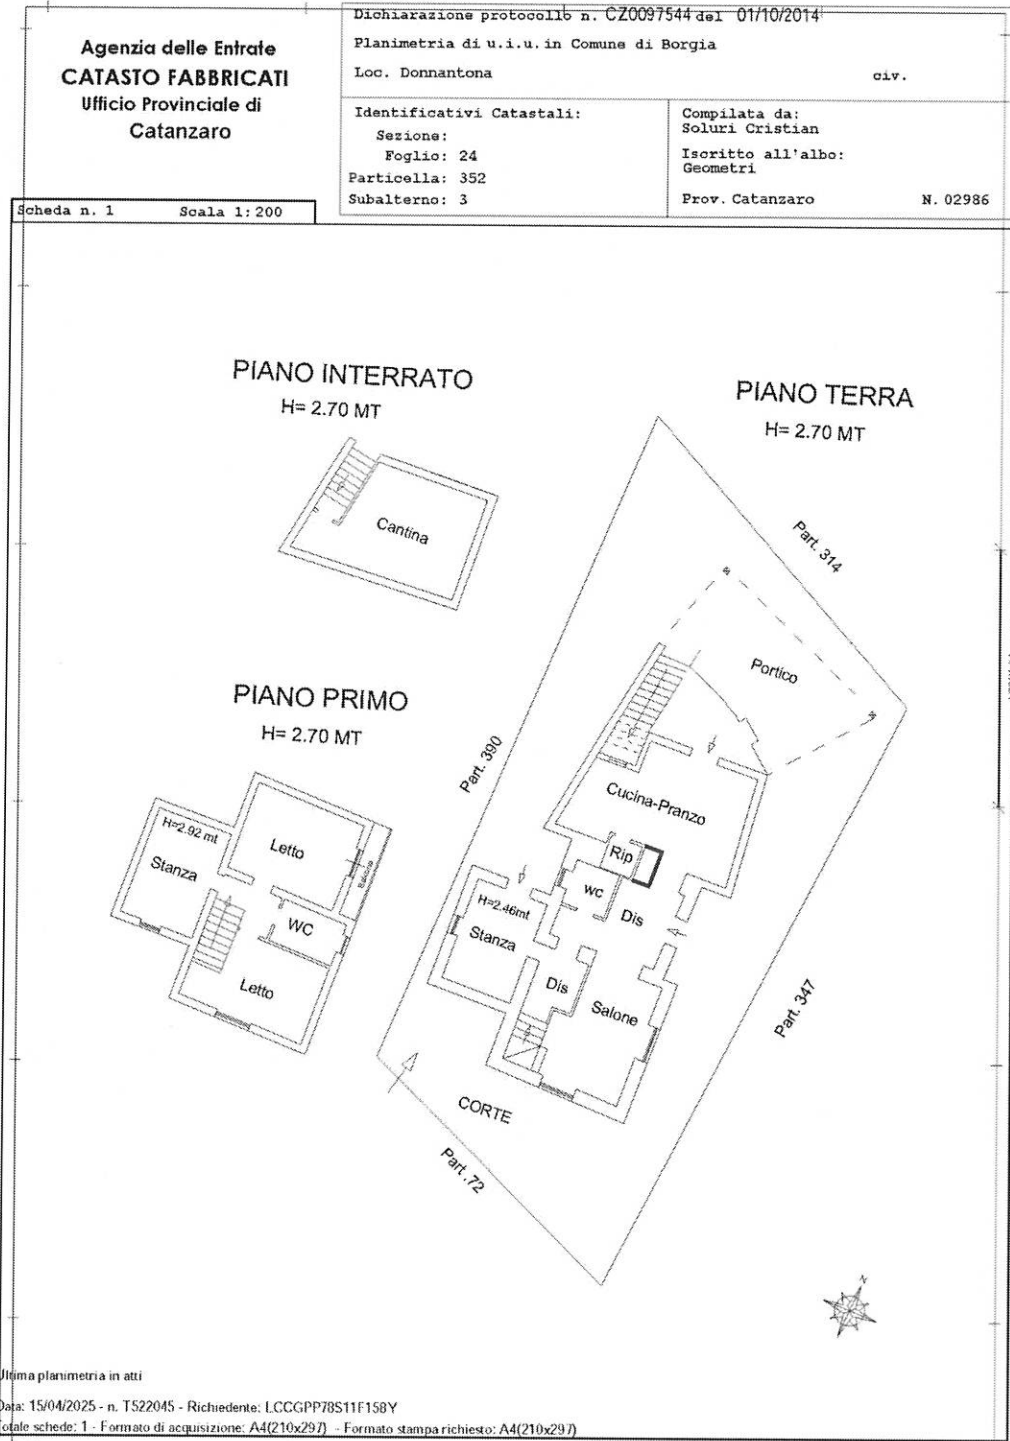 Agenzia delle Entrate
CATASTO FABBRICATI
Ufficio Provinciale di
Catanzaro
Dichiarazione protocollo n. CZ0097544 del 01/10/2014
Planimetria di u.i.u. in Comune di Borgia
Loc. Donnantona civ.
Identificativi Catastali:
Sezione:
Foglio: 24
Particella: 352
Subalterno: 3
Compilata da:
Soluri Cristian
Iscritto all'albo:
Geometri
Prov. Catanzaro N. 02986
Scheda n. 1 Scala 1:200
PIANO INTERRATO
H= 2.70 MT
Cantina
PIANO TERRA
H= 2.70 MT
Part. 314
Portico
Part. 390
Cucina-Pranzo
Rip
wc
Dis
H=2.46mt
Stanza
Dis
Salone
Part. 347
CORTE
Part. 72
PIANO PRIMO
H= 2.70 MT
H=2.92 mt
Stanza
Letto
Balcone
WC
Letto
N
Ultima planimetria in atti
Data: 15/04/2025 - n. T522045 - Richiedente: LCCGPP78S11F158Y
Totale schede: 1 - Formato di acquisizione: A4(210x297) - Formato stampa richiesto: A4(210x297)